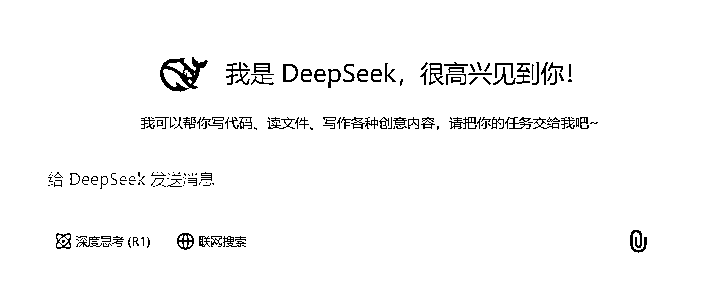 我是 DeepSeek，很高兴见到你！
我可以帮你写代码、读文件、写作各种创意内容，请把你的任务交给我吧~
给 DeepSeek 发送消息
深度思考 (R1) 联网搜索